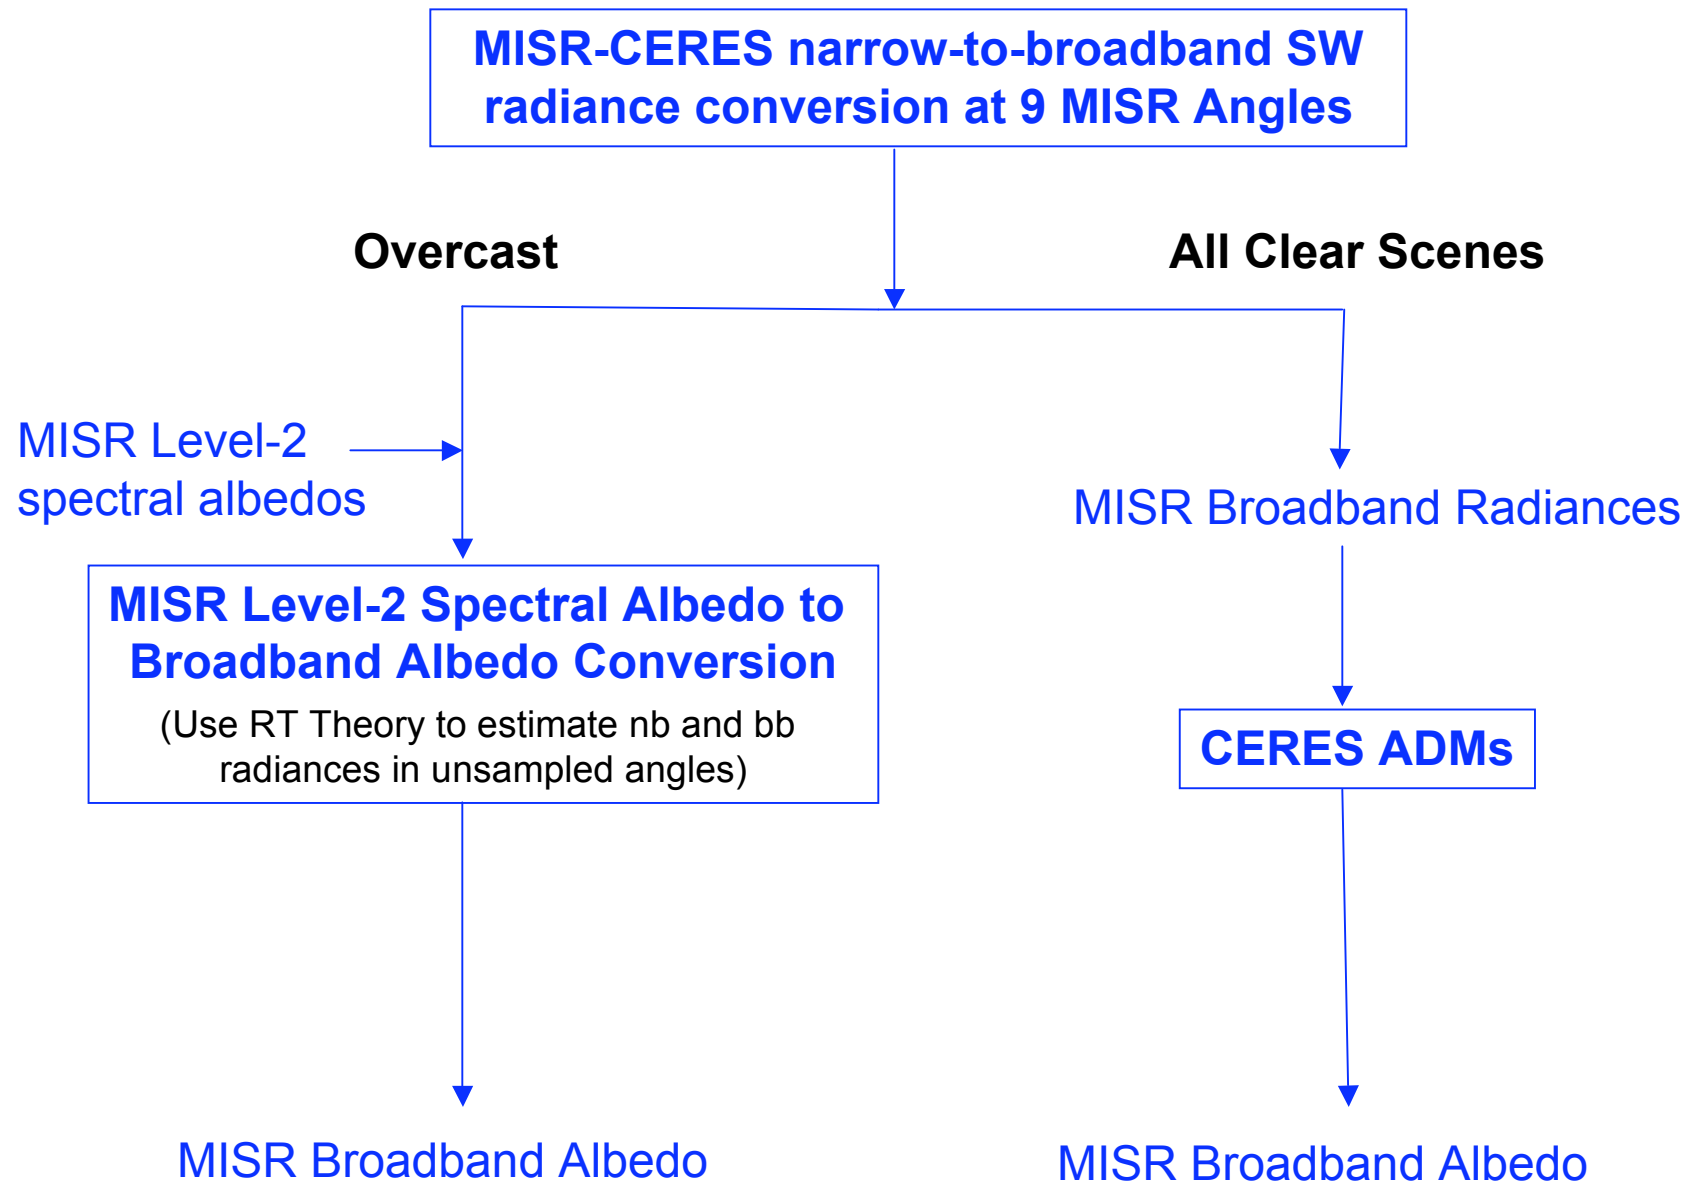 MISR-CERES narrow-to-broadband SW
radiance conversion at 9 MISR Angles
Overcast
All Clear Scenes
MISR Level-2
spectral albedos
MISR Broadband Radiances
MISR Level-2 Spectral Albedo to
Broadband Albedo Conversion
(Use RT Theory to estimate nb and bb
radiances in unsampled angles)
CERES ADMs
MISR Broadband Albedo
MISR Broadband Albedo